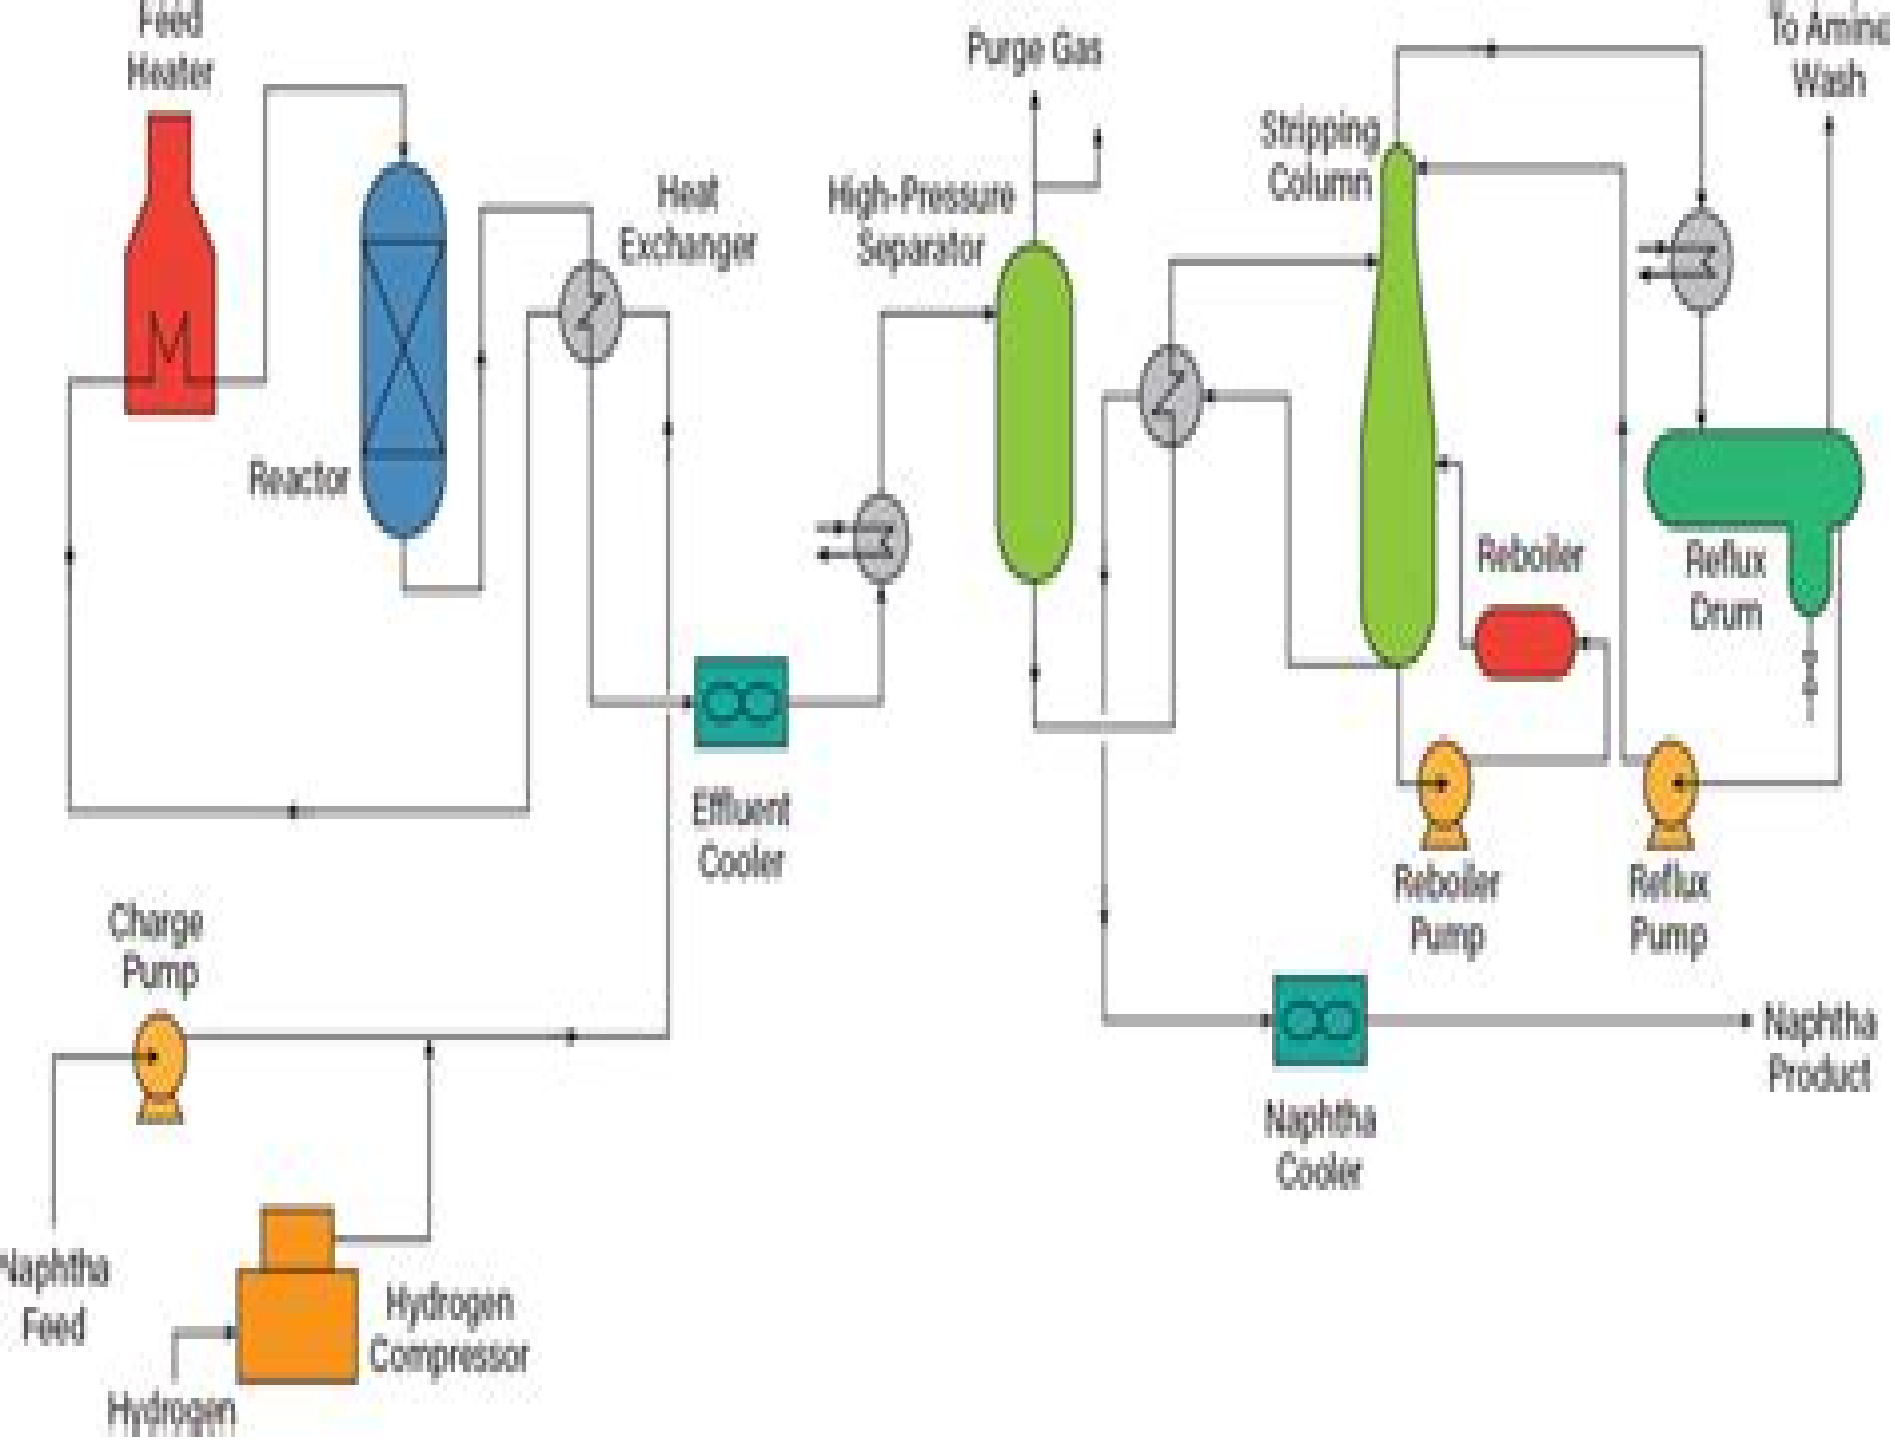 Feed
Heater
Reactor
Heat
Exchanger
Purge Gas
High-Pressure
Separator
Stripping
Column
To Amine
Wash
Reboiler
Reflux
Drum
Effluent
Cooler
Reboiler
Pump
Reflux
Pump
Charge
Pump
Naphtha
Feed
Hydrogen
Compressor
Hydrogen
Naphtha
Cooler
Naphtha
Product